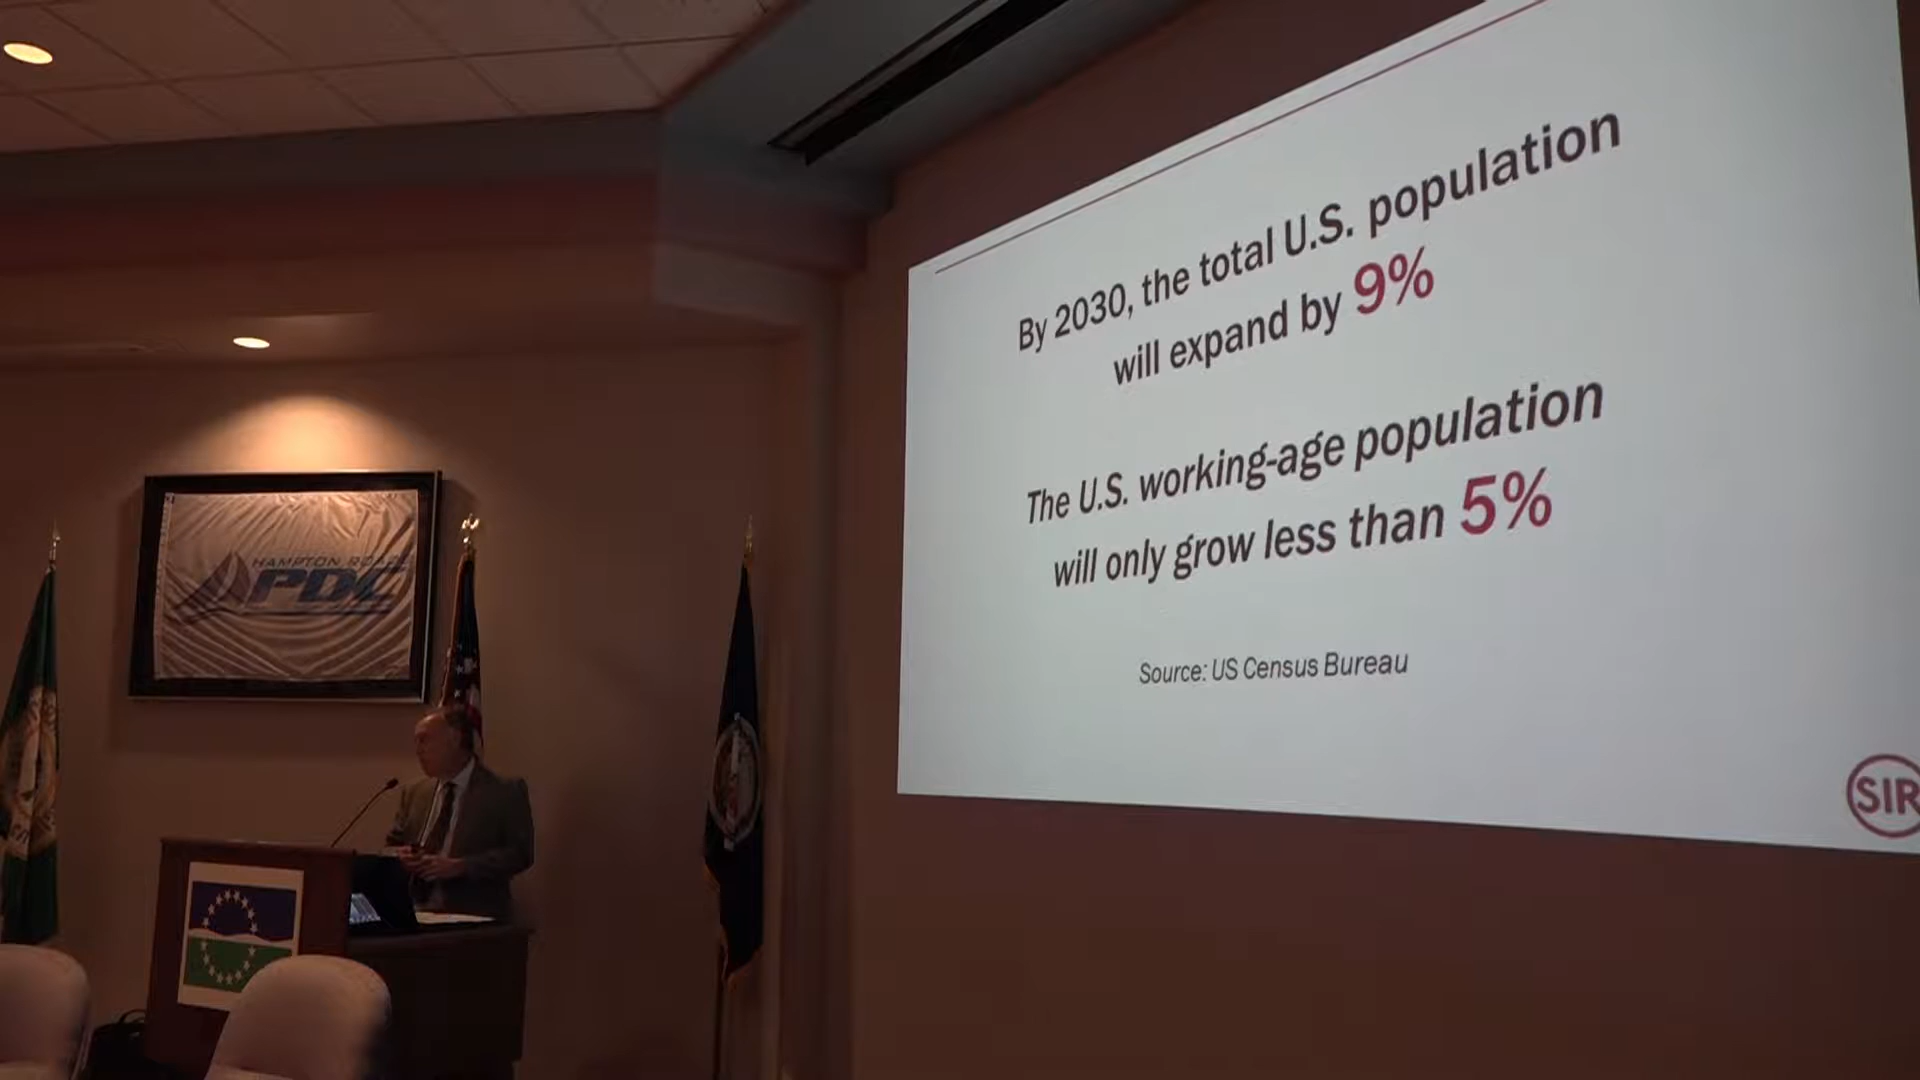 By 2030, the total U.S. population
will expand by 9%
The U.S. working-age population
will only grow less than 5%
Source: US Census Bureau
SIR
HAMPTON
PDC